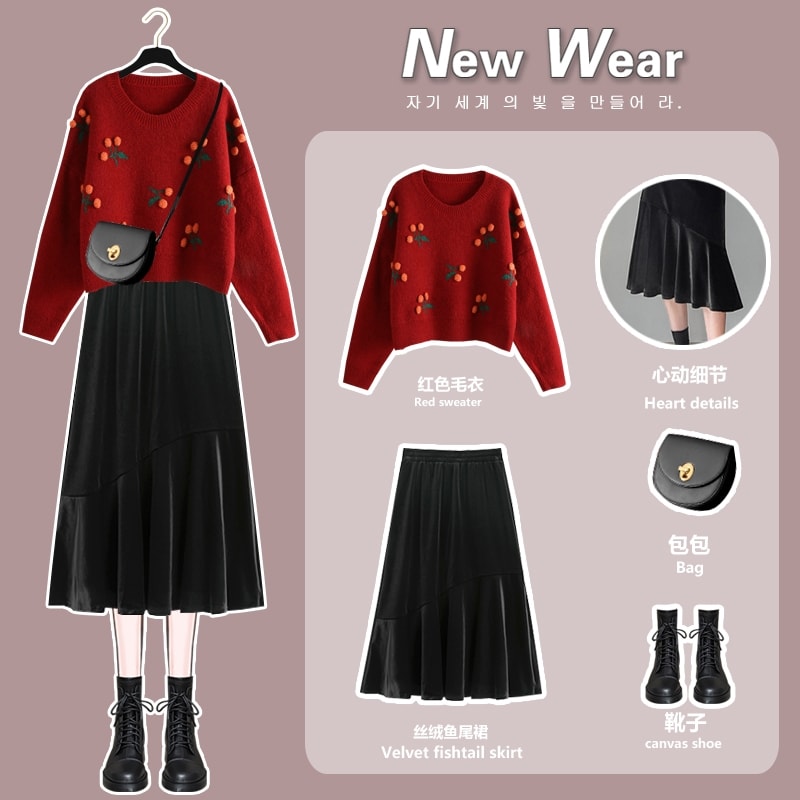 New Wear
자기 세계 의 빛 을 만들어 라.
红色毛衣
Red sweater
心动细节
Heart details
包包
Bag
丝绒鱼尾裙
Velvet fishtail skirt
靴子
canvas shoe